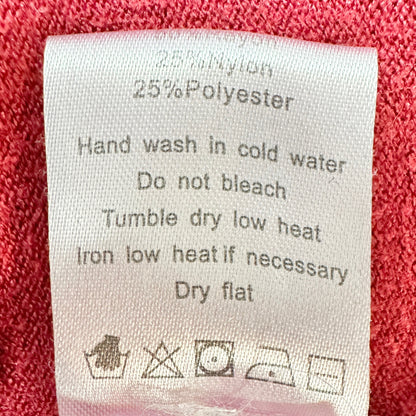 25%Nylon
25%Polyester
Hand wash in cold water
Do not bleach
Tumble dry low heat
Iron low heat if necessary
Dry flat